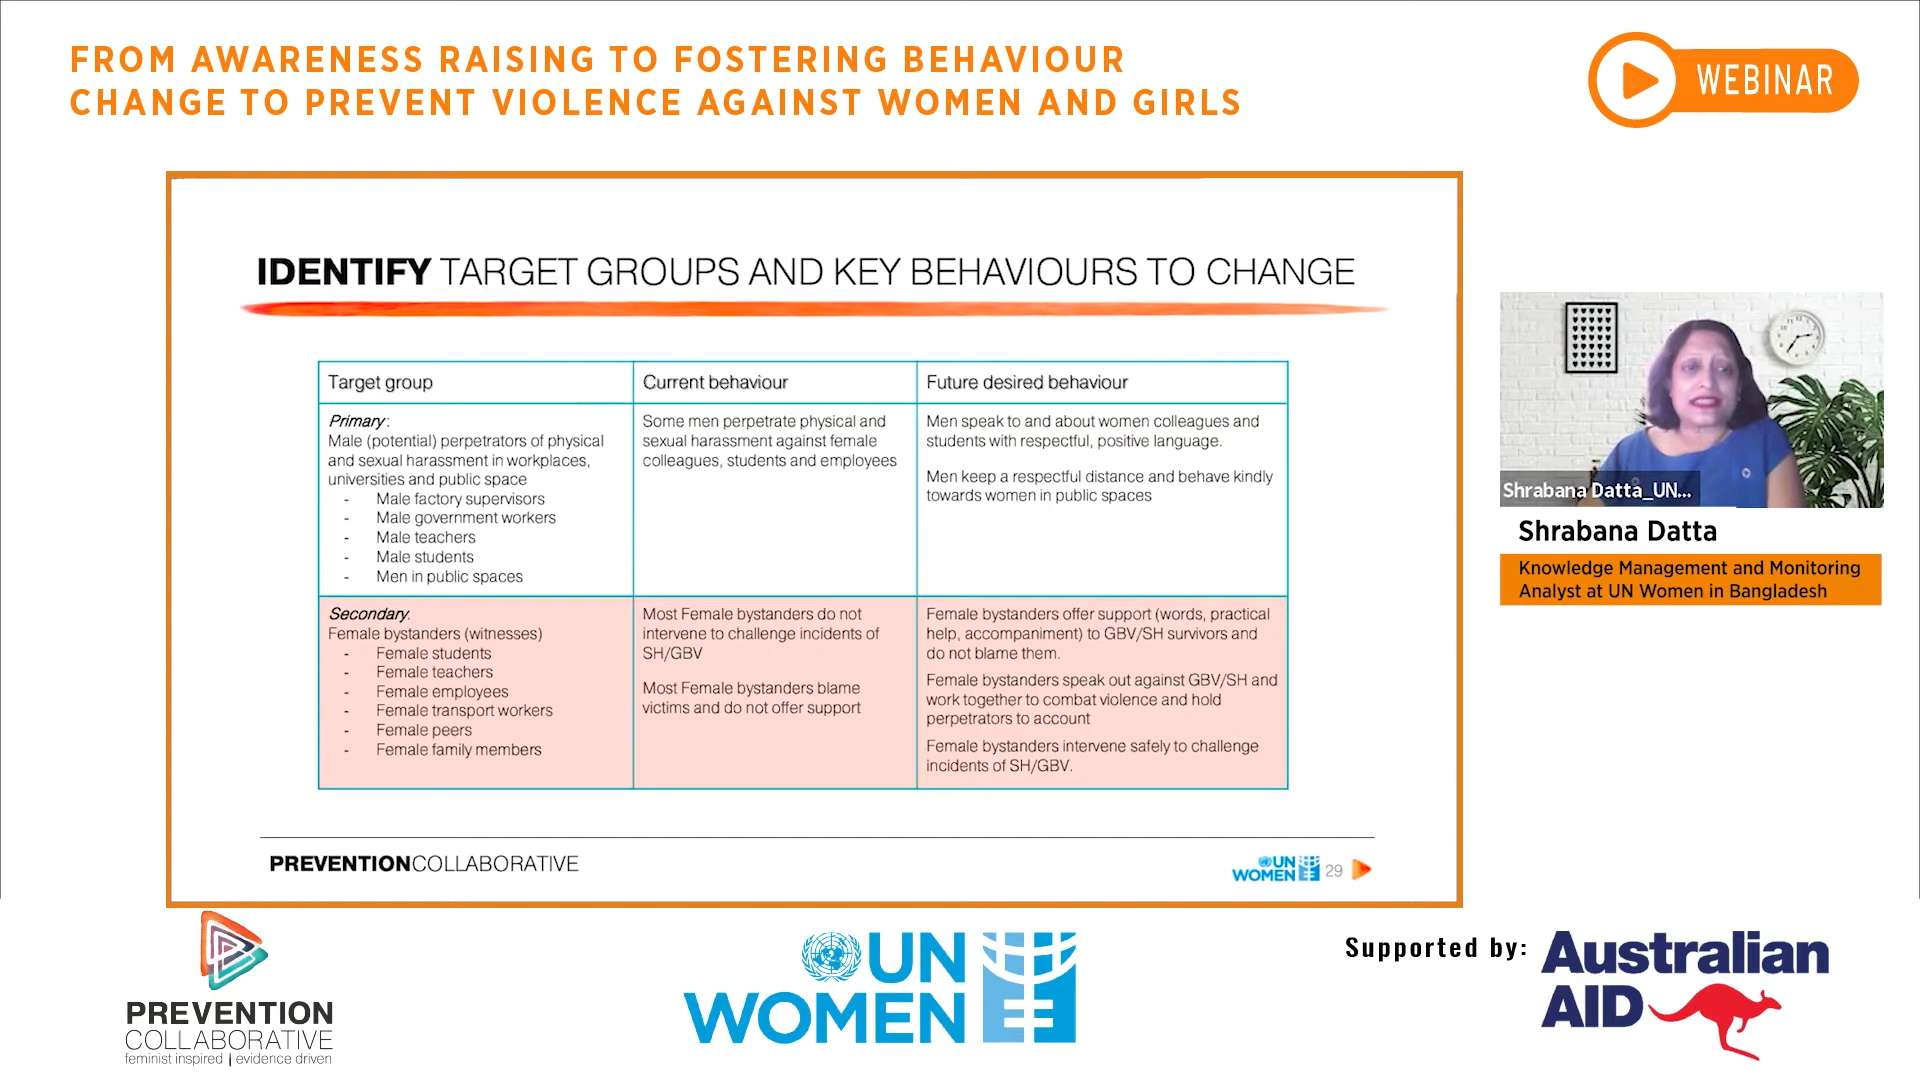 FROM AWARENESS RAISING TO FOSTERING BEHAVIOUR
CHANGE TO PREVENT VIOLENCE AGAINST WOMEN AND GIRLS
WEBINAR
IDENTIFY TARGET GROUPS AND KEY BEHAVIOURS TO CHANGE
Target group
Current behaviour
Future desired behaviour
Primary:
Male (potential) perpetrators of physical
and sexual harassment in workplaces,
universities and public space
- Male factory supervisors
- Male government workers
- Male teachers
- Male students
- Men in public spaces
Some men perpetrate physical and
sexual harassment against female
colleagues, students and employees
Men speak to and about women colleagues and
students with respectful, positive language.
Men keep a respectful distance and behave kindly
towards women in public spaces
Secondary:
Female bystanders (witnesses)
- Female students
- Female teachers
- Female employees
- Female transport workers
- Female peers
- Female family members
Most Female bystanders do not
intervene to challenge incidents of
SH/GBV
Most Female bystanders blame
victims and do not offer support
Female bystanders offer support (words, practical
help, accompaniment) to GBV/SH survivors and
do not blame them.
Female bystanders speak out against GBV/SH and
work together to combat violence and hold
perpetrators to account
Female bystanders intervene safely to challenge
incidents of SH/GBV.
PREVENTIONCOLLABORATIVE
UN
WOMEN
29
Shrabana Datta_UN...
Shrabana Datta
Knowledge Management and Monitoring
Analyst at UN Women in Bangladesh
PREVENTION
COLLABORATIVE
feminist inspired | evidence driven
UN
WOMEN
Supported by:
Australian
AID